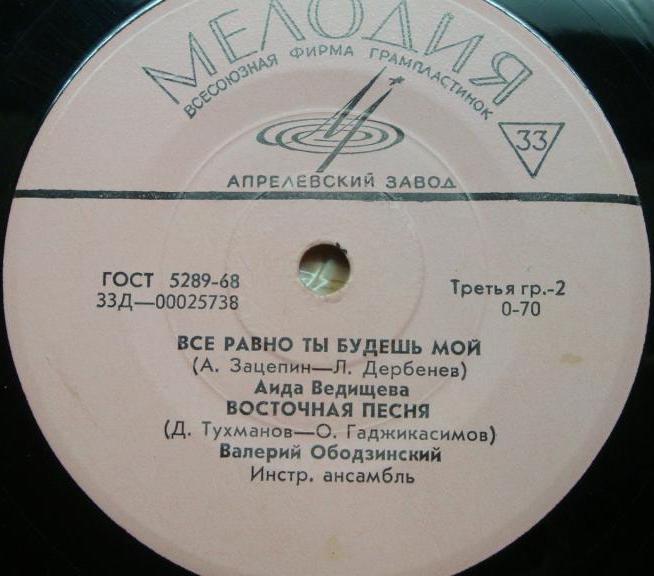 МЕЛОДИЯ
ВСЕСОЮЗНАЯ ФИРМА ГРАМПЛАСТИНОК
33
АПРЕЛЕВСКИЙ ЗАВОД
ГОСТ 5289-68
33Д—00025738
Третья гр.-2
0-70
ВСЕ РАВНО ТЫ БУДЕШЬ МОЙ
(А. Зацепин—Л. Дербенев)
Аида Ведищева
ВОСТОЧНАЯ ПЕСНЯ
(Д. Тухманов—О. Гаджикасимов)
Валерий Ободзинский
Инстр. ансамбль